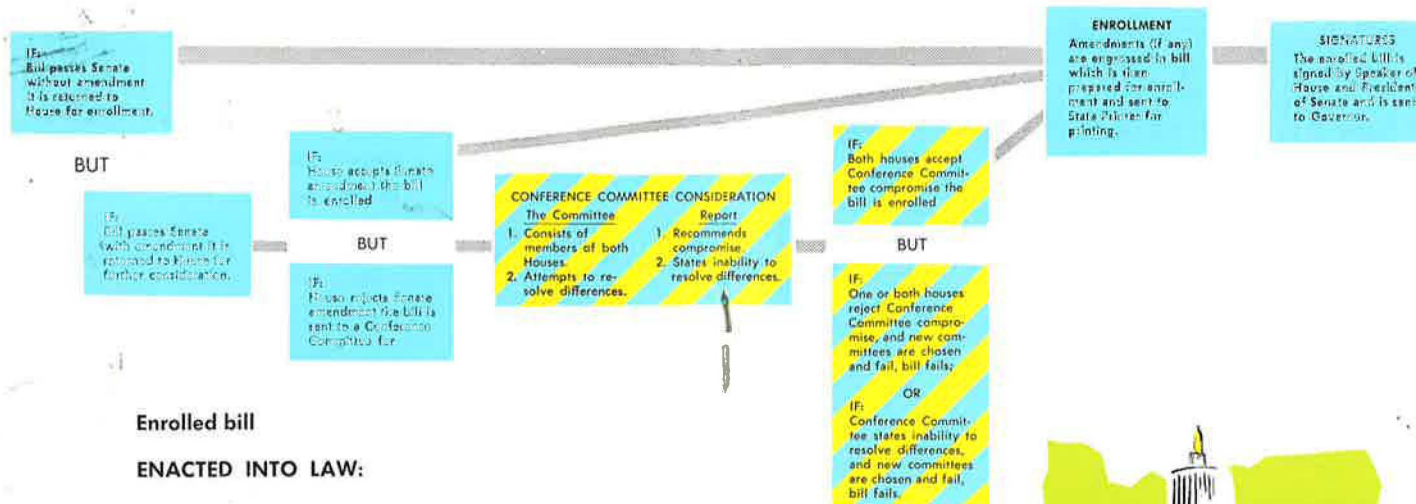 IF:
Bill passes Senate
without amendment
it is returned to
House for enrollment.
BUT
IF:
Bill passes Senate
with amendment it is
returned to House for
further consideration.
IF:
House accepts Senate
amendment the bill
is enrolled
BUT
IF:
House rejects Senate
amendment the bill is
sent to a Conference
Committee for
CONFERENCE COMMITTEE CONSIDERATION
The Committee
1. Consists of
members of both
Houses.
2. Attempts to re-
solve differences.
Report
1. Recommends
compromise.
2. States inability to
resolve differences.
IF:
Both houses accept
Conference Commit-
tee compromise the
bill is enrolled
BUT
IF:
One or both houses
reject Conference
Committee compro-
mise, and new com-
mittees are chosen
and fail, bill fails;
OR
IF:
Conference Commit-
tee states inability to
resolve differences,
and new committees
are chosen and fail,
bill fails.
ENROLLMENT
Amendments (if any)
are engrossed in bill
which is then
prepared for enroll-
ment and sent to
State Printer for
printing.
SIGNATURES
The enrolled bill is
signed by Speaker of
House and President
of Senate and is sent
to Governor.
Enrolled bill
ENACTED INTO LAW: